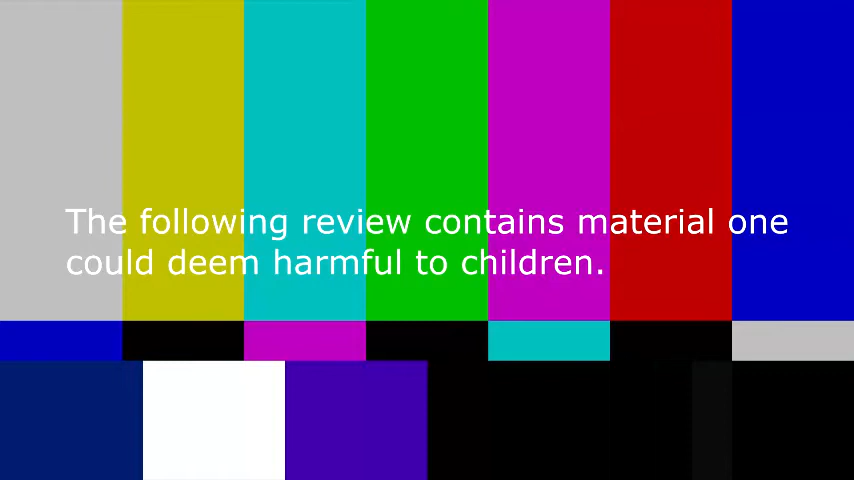 The following review contains material one
could deem harmful to children.